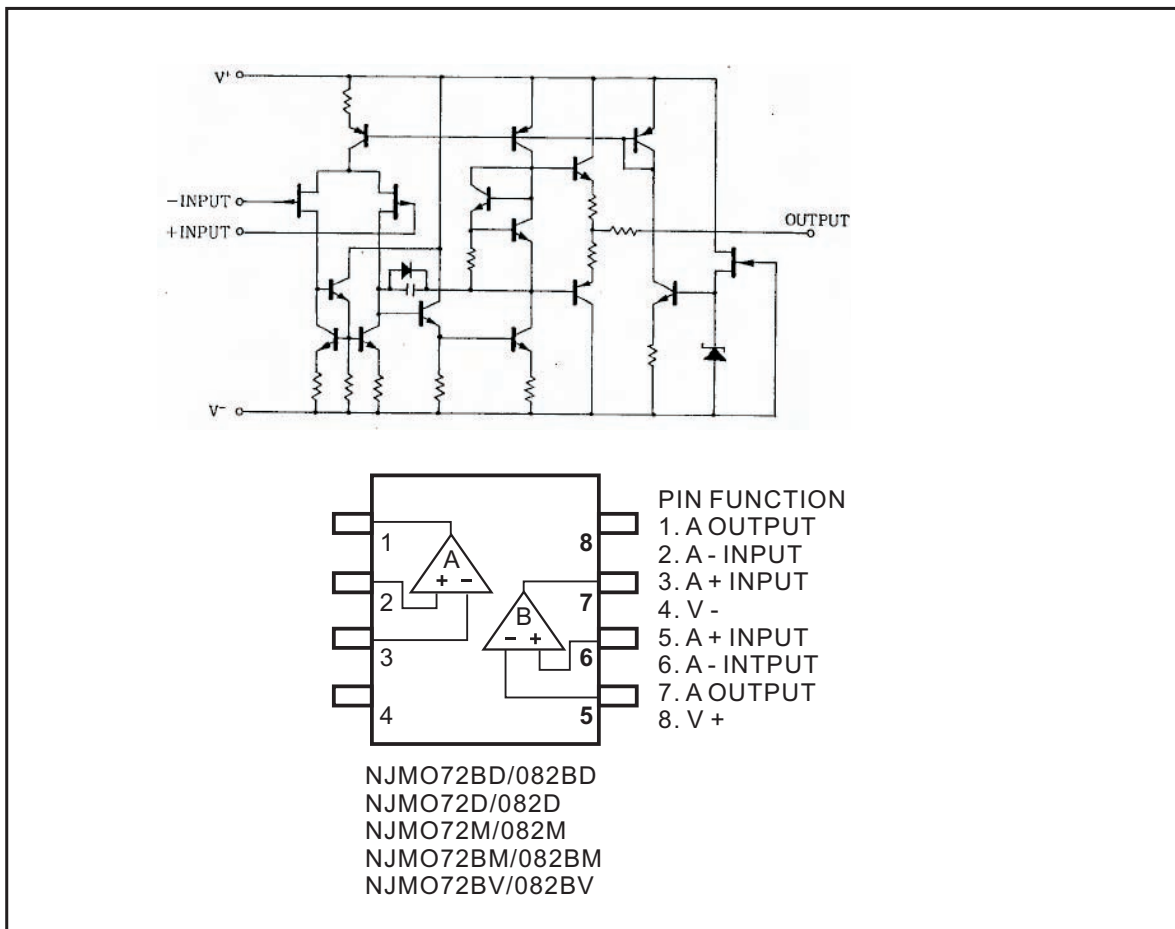 V+
-INPUT
+INPUT
OUTPUT
V-
1
2
3
4
8
7
6
5
A
+ -
B
- +
PIN FUNCTION
1. A OUTPUT
2. A - INPUT
3. A + INPUT
4. V -
5. A + INPUT
6. A - INTPUT
7. A OUTPUT
8. V +
NJMO72BD/082BD
NJMO72D/082D
NJMO72M/082M
NJMO72BM/082BM
NJMO72BV/082BV